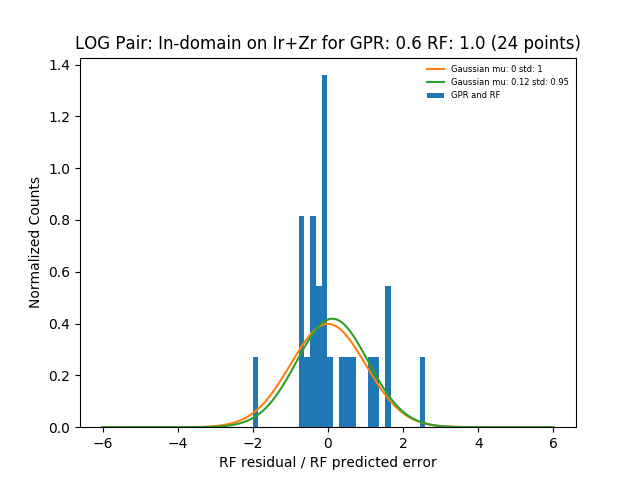 LOG Pair: In-domain on Ir+Zr for GPR: 0.6 RF: 1.0 (24 points)
Gaussian mu: 0 std: 1
Gaussian mu: 0.12 std: 0.95
GPR and RF
Normalized Counts
1.4
1.2
1.0
0.8
0.6
0.4
0.2
0.0
−6 −4 −2 0 2 4 6
RF residual / RF predicted error